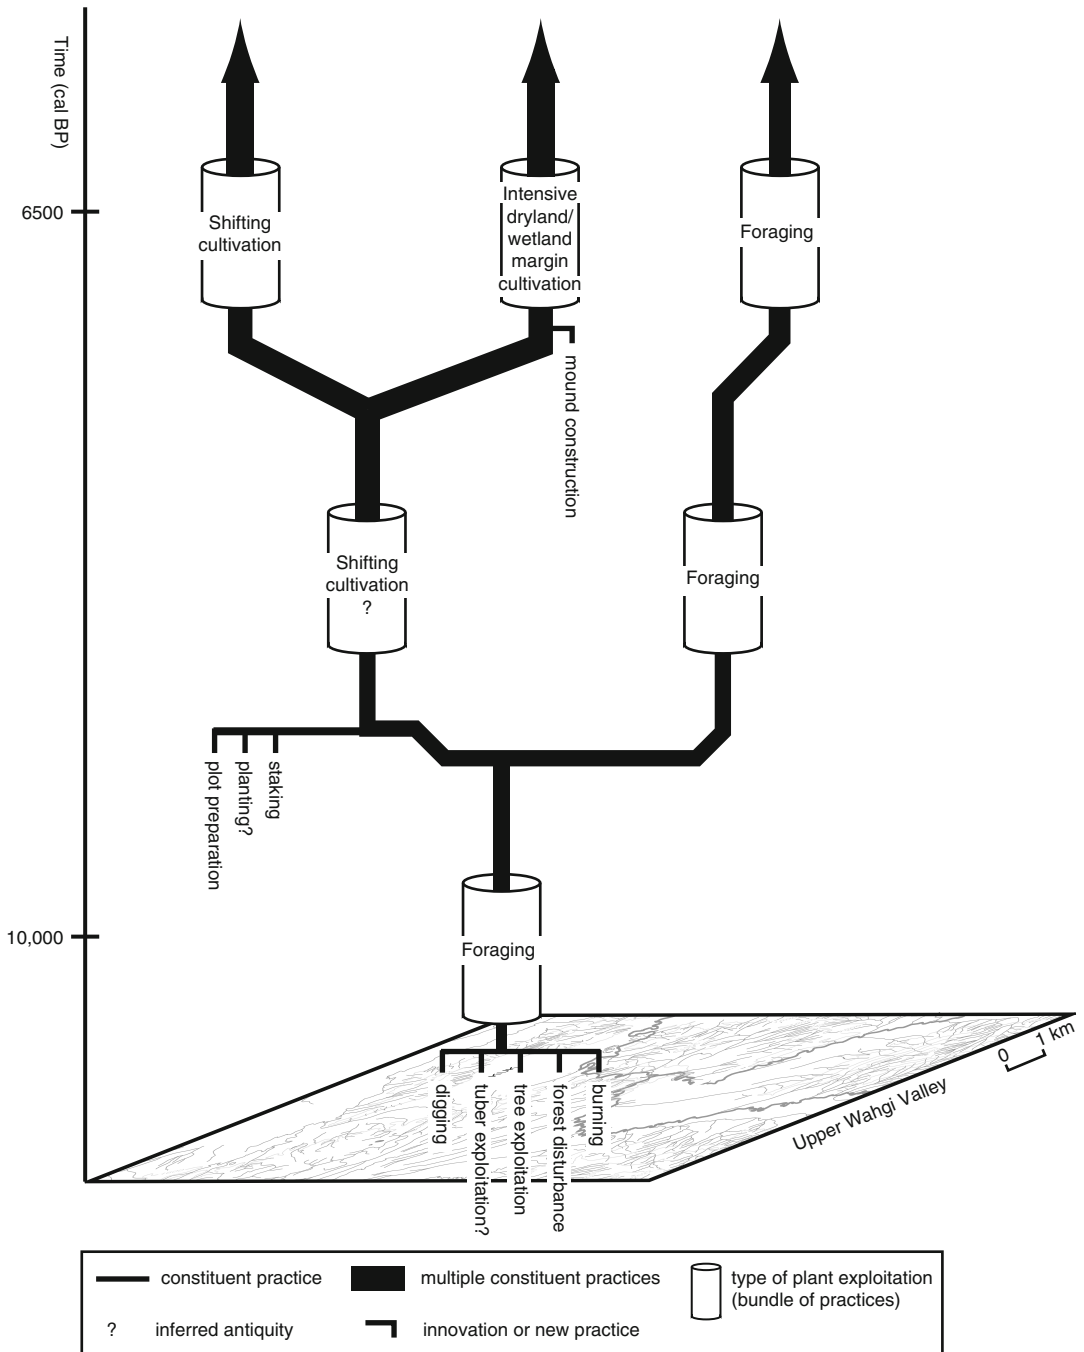 Time (cal BP)
6500
10,000
Shifting
cultivation
Intensive
dryland/
wetland
margin
cultivation
Foraging
mound construction
Shifting
cultivation
?
Foraging
plot preparation
planting?
staking
Foraging
digging
tuber exploitation?
tree exploitation
forest disturbance
burning
0 1 km
Upper Wahgi Valley
constituent practice
multiple constituent practices
type of plant exploitation
(bundle of practices)
? inferred antiquity
innovation or new practice